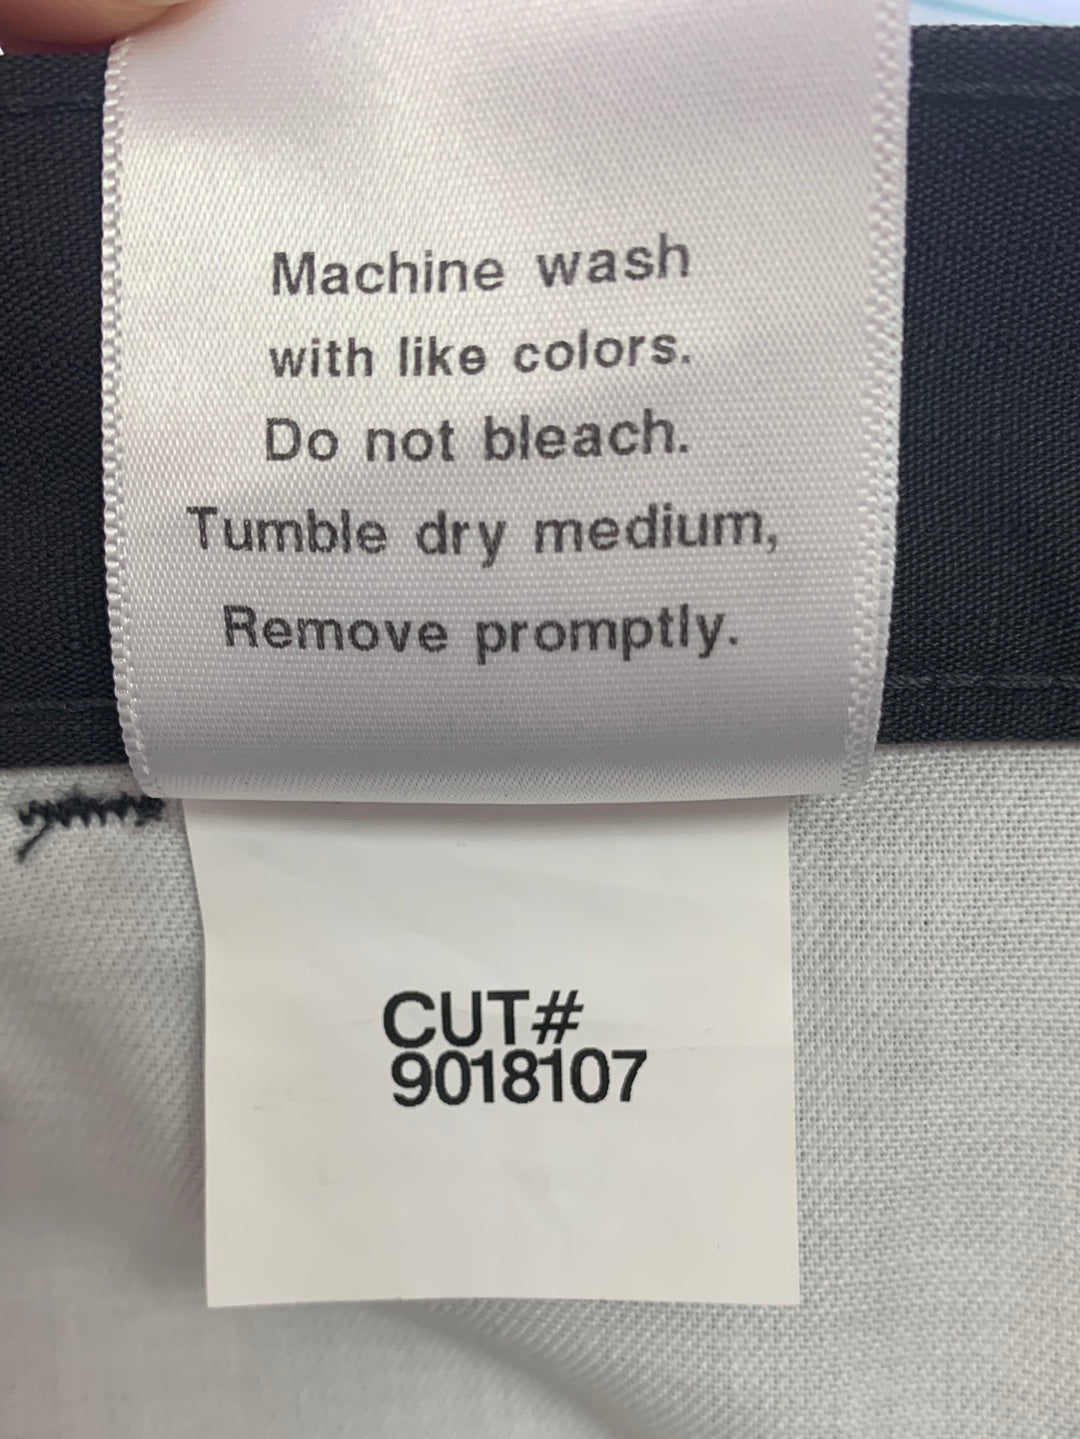 Machine wash
with like colors.
Do not bleach.
Tumble dry medium,
Remove promptly.
CUT#
9018107